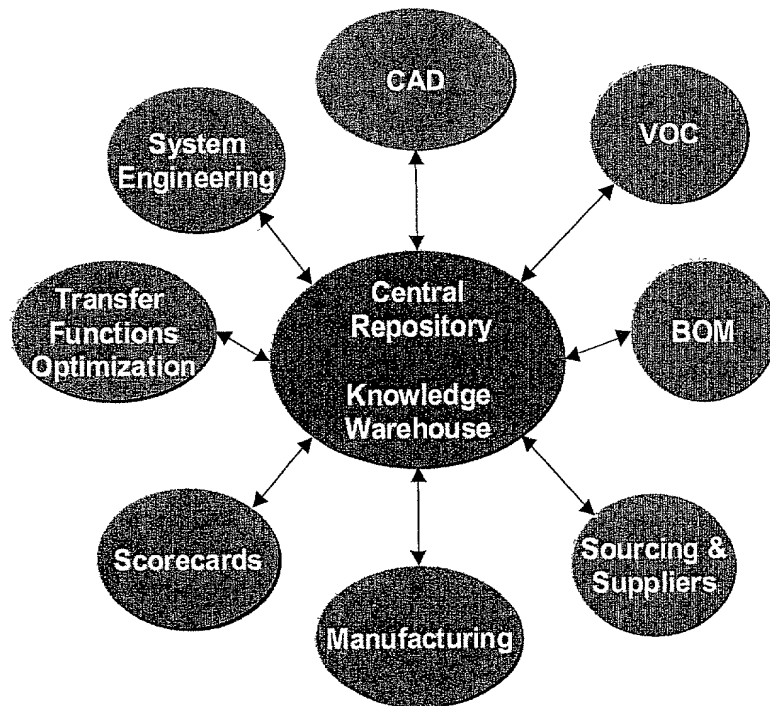 CAD
VOC
System
Engineering
Central
Repository
Knowledge
Warehouse
Transfer
Functions
Optimization
BOM
Scorecards
Sourcing &
Suppliers
Manufacturing